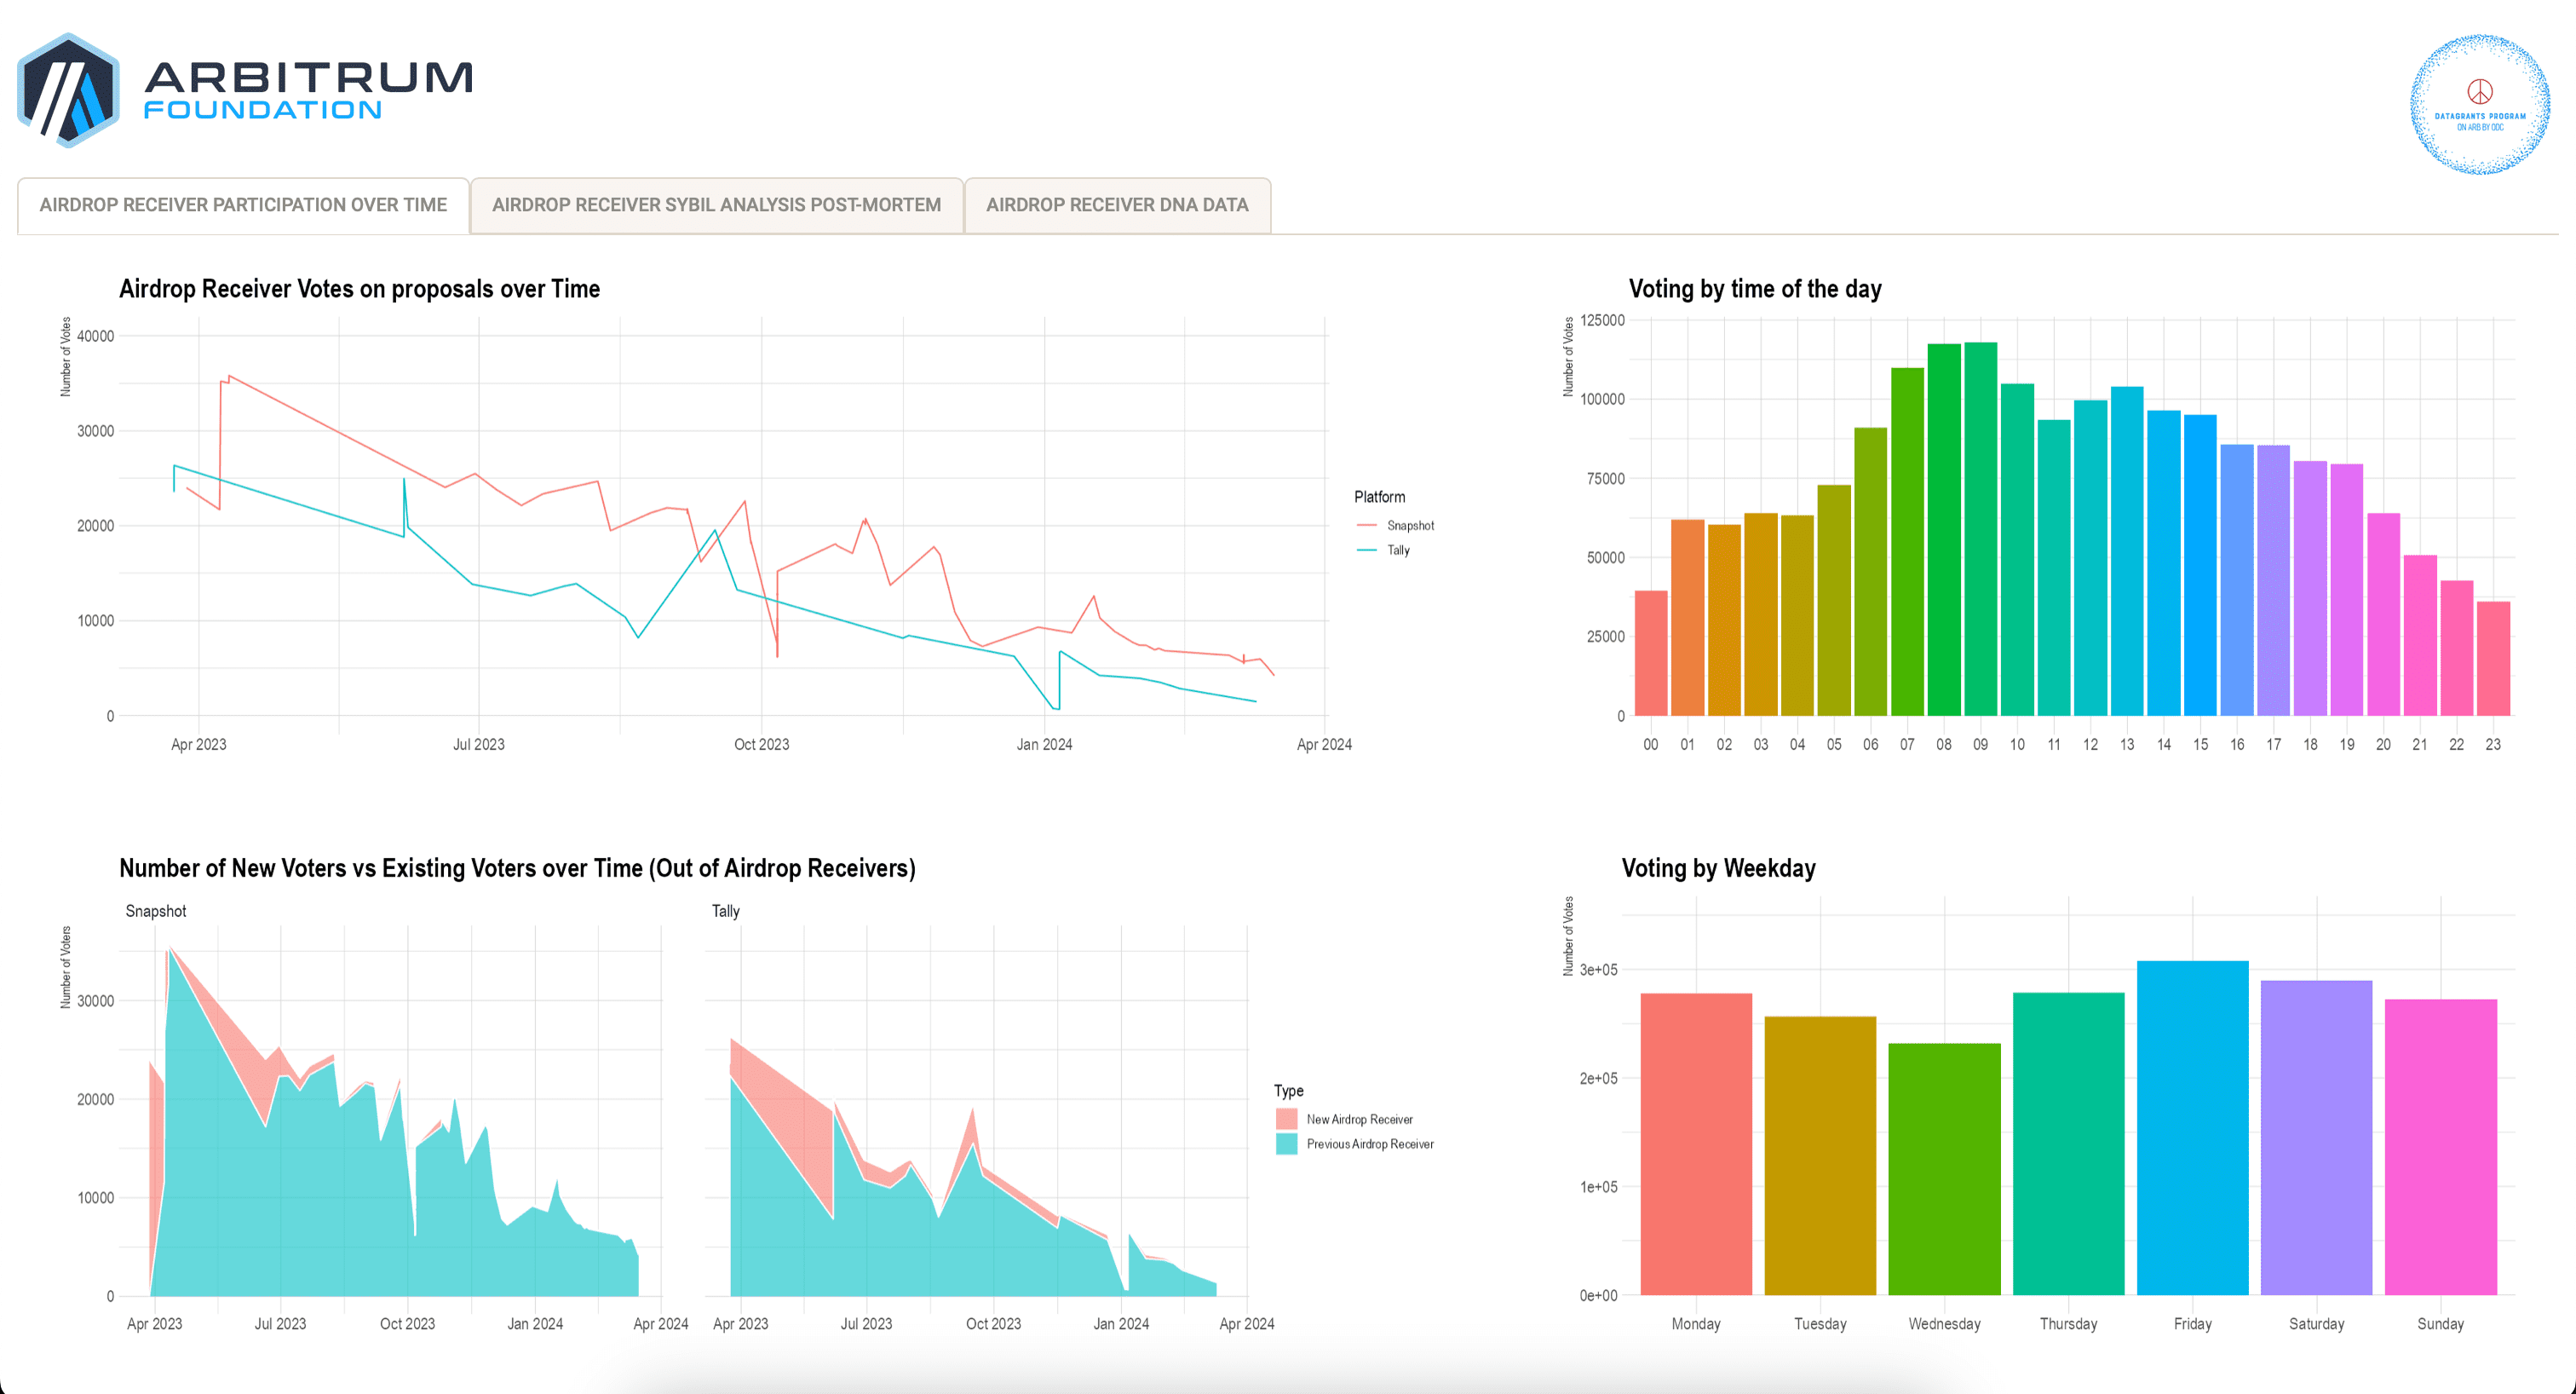 ARBITRUM
FOUNDATION
DATAGRANTS PROGRAM
ON ARB BY ODC
AIRDROP RECEIVER PARTICIPATION OVER TIME
AIRDROP RECEIVER SYBIL ANALYSIS POST-MORTEM
AIRDROP RECEIVER DNA DATA
Airdrop Receiver Votes on proposals over Time
Number of Votes
40000
30000
20000
10000
0
Apr 2023 Jul 2023 Oct 2023 Jan 2024 Apr 2024
Platform
Snapshot
Tally
Voting by time of the day
Number of Votes
125000
100000
75000
50000
25000
0
00 01 02 03 04 05 06 07 08 09 10 11 12 13 14 15 16 17 18 19 20 21 22 23
Number of New Voters vs Existing Voters over Time (Out of Airdrop Receivers)
Snapshot
Tally
Number of Voters
30000
20000
10000
0
Apr 2023 Jul 2023 Oct 2023 Jan 2024 Apr 2024
Apr 2023 Jul 2023 Oct 2023 Jan 2024 Apr 2024
Type
New Airdrop Receiver
Previous Airdrop Receiver
Voting by Weekday
Number of Votes
3e+05
2e+05
1e+05
0e+00
Monday Tuesday Wednesday Thursday Friday Saturday Sunday